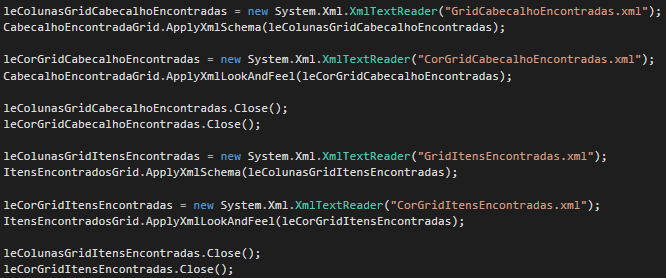 leColunasGridCabecalhoEncontradas = new System.Xml.XmlTextReader("GridCabecalhoEncontradas.xml");
CabecalhoEncontradaGrid.ApplyXmlSchema(leColunasGridCabecalhoEncontradas);
leCorGridCabecalhoEncontradas = new System.Xml.XmlTextReader("CorGridCabecalhoEncontradas.xml");
CabecalhoEncontradaGrid.ApplyXmlLookAndFeel(leCorGridCabecalhoEncontradas);
leColunasGridCabecalhoEncontradas.Close();
leCorGridCabecalhoEncontradas.Close();
leColunasGridItensEncontradas = new System.Xml.XmlTextReader("GridItensEncontradas.xml");
ItensEncontradosGrid.ApplyXmlSchema(leColunasGridItensEncontradas);
leCorGridItensEncontradas = new System.Xml.XmlTextReader("CorGridItensEncontradas.xml");
ItensEncontradosGrid.ApplyXmlLookAndFeel(leCorGridItensEncontradas);
leColunasGridItensEncontradas.Close();
leCorGridItensEncontradas.Close();